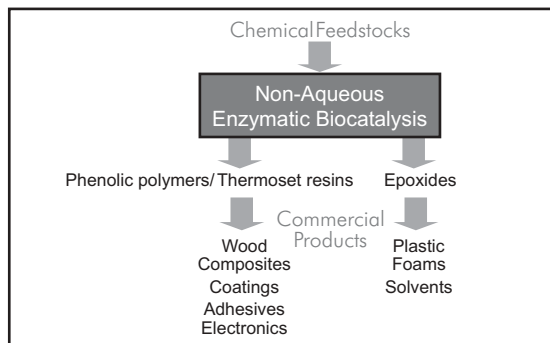 Chemical Feedstocks
Non-Aqueous
Enzymatic Biocatalysis
Phenolic polymers/Thermoset resins
Epoxides
Commercial
Products
Wood
Composites
Coatings
Adhesives
Electronics
Plastic
Foams
Solvents